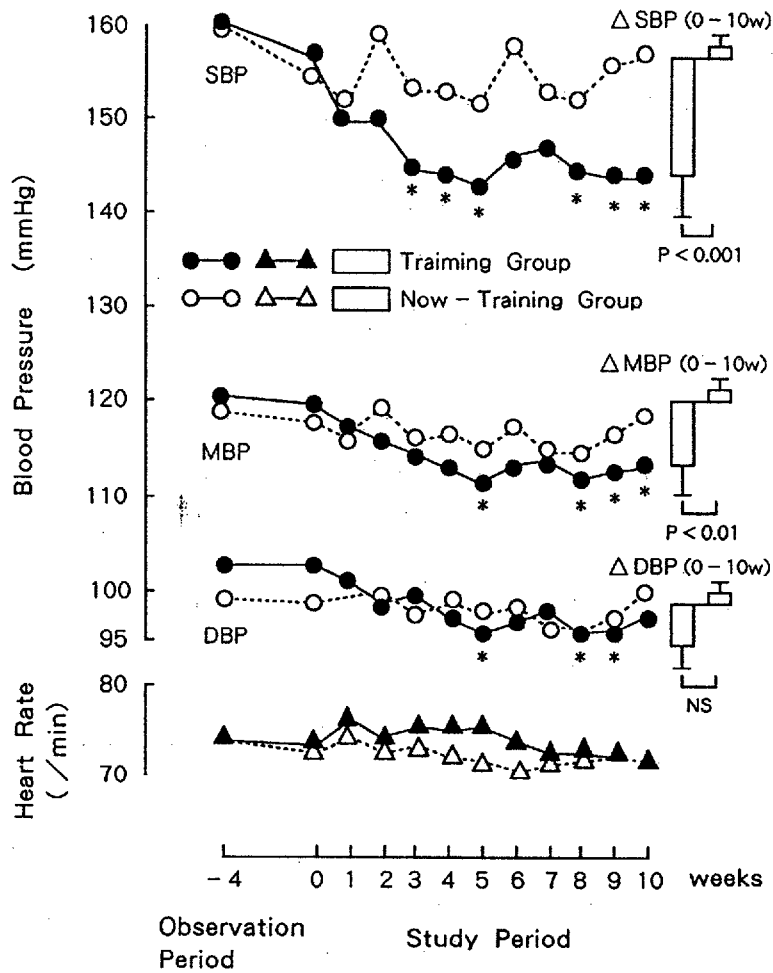 160
150
140
130
120
110
100
95
80
70
Blood Pressure (mmHg)
Heart Rate
(/min)
SBP
MBP
DBP
△ SBP (0 - 10w)
P < 0.001
* * * * * *
Traiming Group
Now - Training Group
△ MBP (0 - 10w)
* * * *
P < 0.01
△ DBP (0 - 10w)
* * *
NS
-4 0 1 2 3 4 5 6 7 8 9 10 weeks
Observation
Period
Study Period